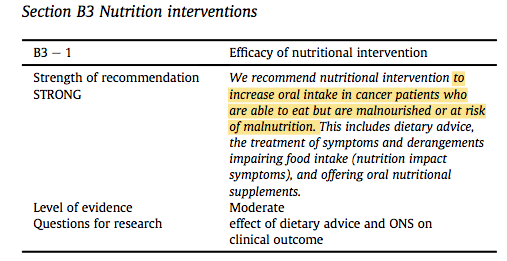 Section B3 Nutrition interventions
B3 − 1 Efficacy of nutritional intervention
Strength of recommendation We recommend nutritional intervention to
STRONG increase oral intake in cancer patients who
are able to eat but are malnourished or at risk
of malnutrition. This includes dietary advice,
the treatment of symptoms and derangements
impairing food intake (nutrition impact
symptoms), and offering oral nutritional
supplements.
Level of evidence Moderate
Questions for research effect of dietary advice and ONS on
clinical outcome